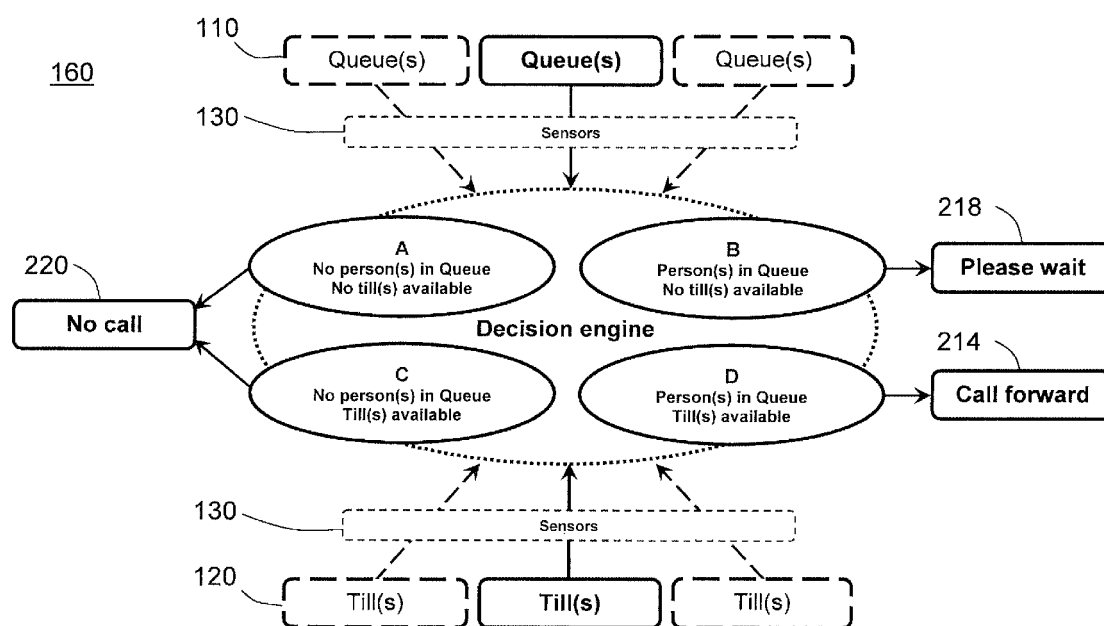 110
Queue(s) Queue(s) Queue(s)
160
130
Sensors
218
A
No person(s) in Queue
No till(s) available
B
Person(s) in Queue
No till(s) available
Please wait
220
No call
Decision engine
214
C
No person(s) in Queue
Till(s) available
D
Person(s) in Queue
Till(s) available
Call forward
130
Sensors
120
Till(s) Till(s) Till(s)